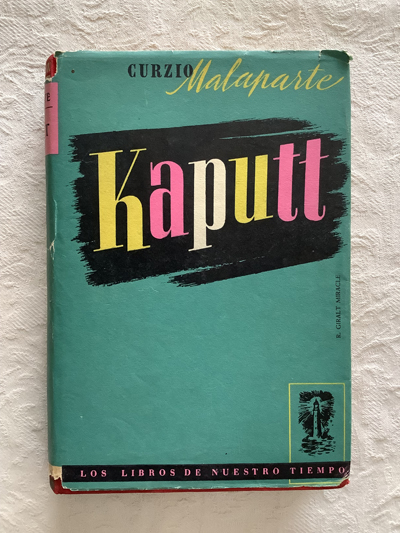 CURZIO Malaparte
Kaputt
R. GIRALT MIRACLE
LOS LIBROS DE NUESTRO TIEMPO